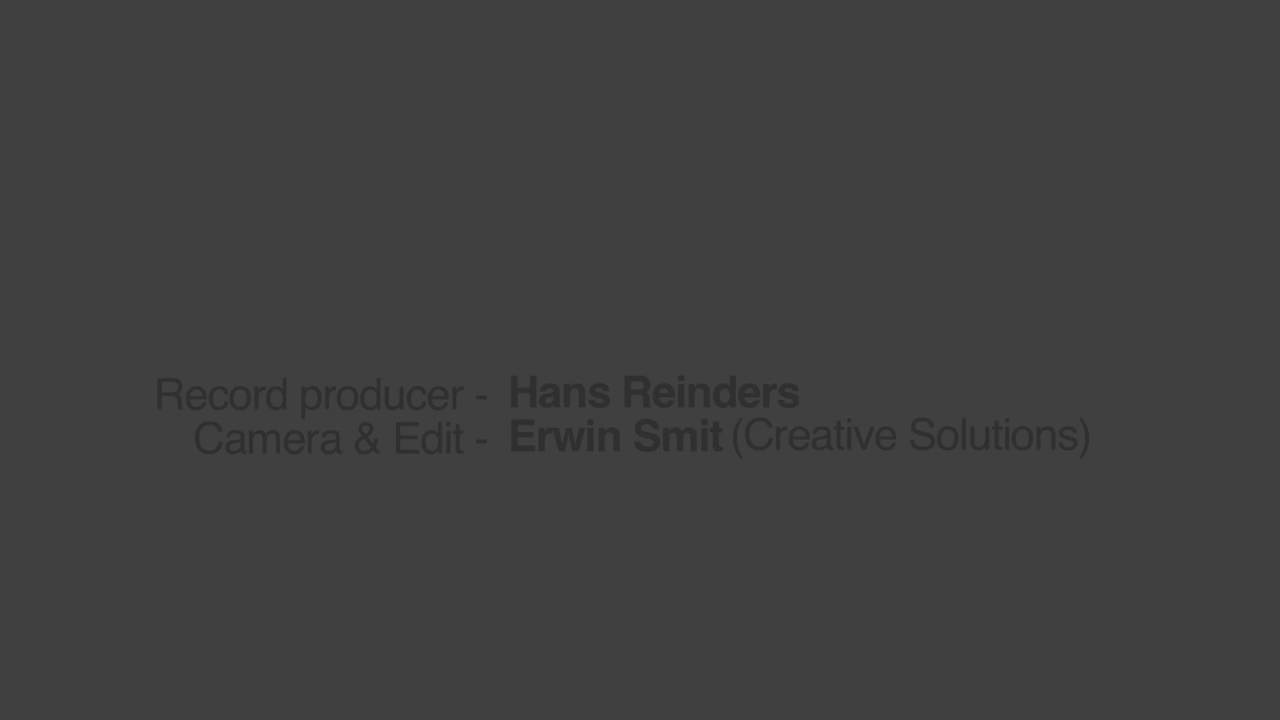 Record producer - Hans Reinders
Camera & Edit - Erwin Smit (Creative Solutions)